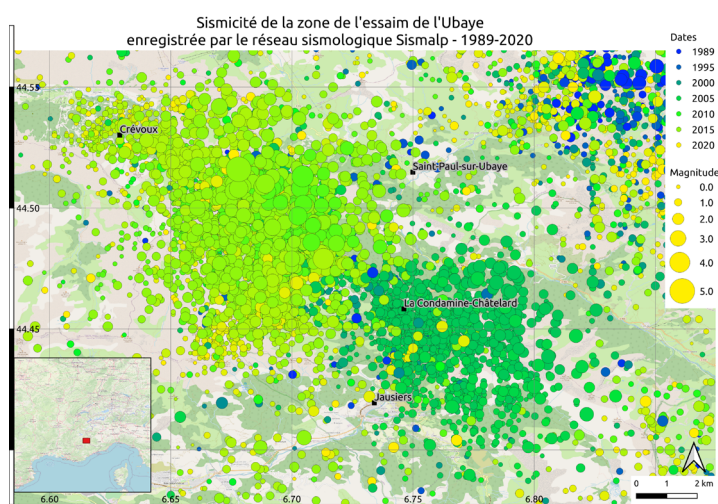 Sismicité de la zone de l'essaim de l'Ubaye
enregistrée par le réseau sismologique Sismalp - 1989-2020
Dates
1989
1995
2000
2005
2010
2015
2020
Magnitude
0.0
1.0
2.0
3.0
4.0
5.0
44.55
Crévoux
Saint-Paul-sur-Ubaye
44.50
La Condamine-Châtelard
44.45
Jausiers
0 1 2 km
6.60 6.65 6.70 6.75 6.80